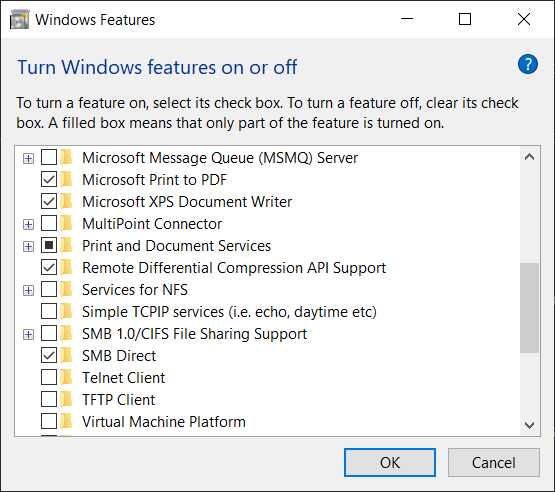 Windows Features
Turn Windows features on or off
?
To turn a feature on, select its check box. To turn a feature off, clear its check
box. A filled box means that only part of the feature is turned on.
Microsoft Message Queue (MSMQ) Server
Microsoft Print to PDF
Microsoft XPS Document Writer
MultiPoint Connector
Print and Document Services
Remote Differential Compression API Support
Services for NFS
Simple TCPIP services (i.e. echo, daytime etc)
SMB 1.0/CIFS File Sharing Support
SMB Direct
Telnet Client
TFTP Client
Virtual Machine Platform
OK
Cancel